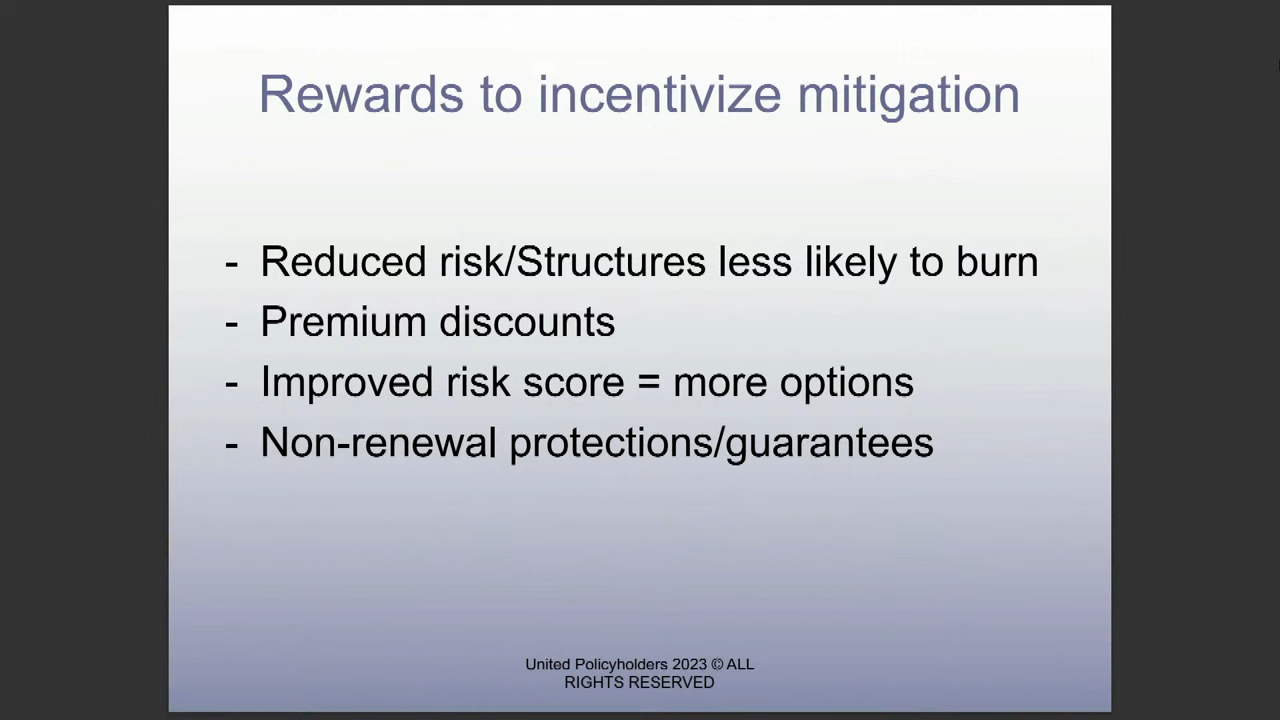 Rewards to incentivize mitigation
- Reduced risk/Structures less likely to burn
- Premium discounts
- Improved risk score = more options
- Non-renewal protections/guarantees
United Policyholders 2023 © ALL
RIGHTS RESERVED